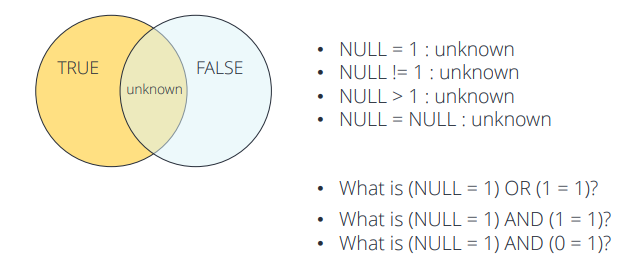 TRUE
FALSE
unknown
• NULL = 1 : unknown
• NULL != 1 : unknown
• NULL > 1 : unknown
• NULL = NULL : unknown
• What is (NULL = 1) OR (1 = 1)?
• What is (NULL = 1) AND (1 = 1)?
• What is (NULL = 1) AND (0 = 1)?